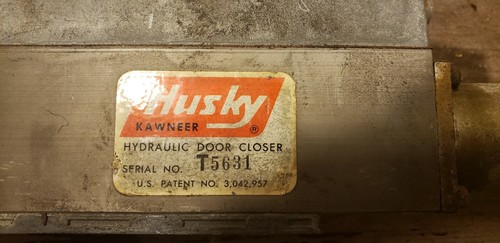 Husky
KAWNEER ®
HYDRAULIC DOOR CLOSER
SERIAL NO. T5631
U.S. PATENT NO. 3,042,957